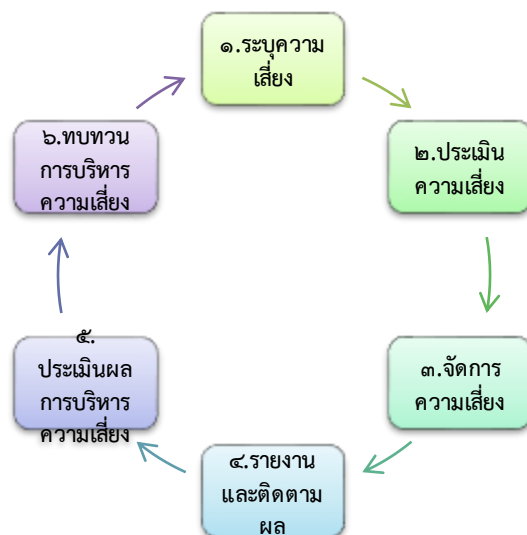 ๑.ระบุความ
เสี่ยง
๒.ประเมิน
ความเสี่ยง
๓.จัดการ
ความเสี่ยง
๔.รายงาน
และติดตาม
ผล
๕.
ประเมินผล
การบริหาร
ความเสี่ยง
๖.ทบทวน
การบริหาร
ความเสี่ยง